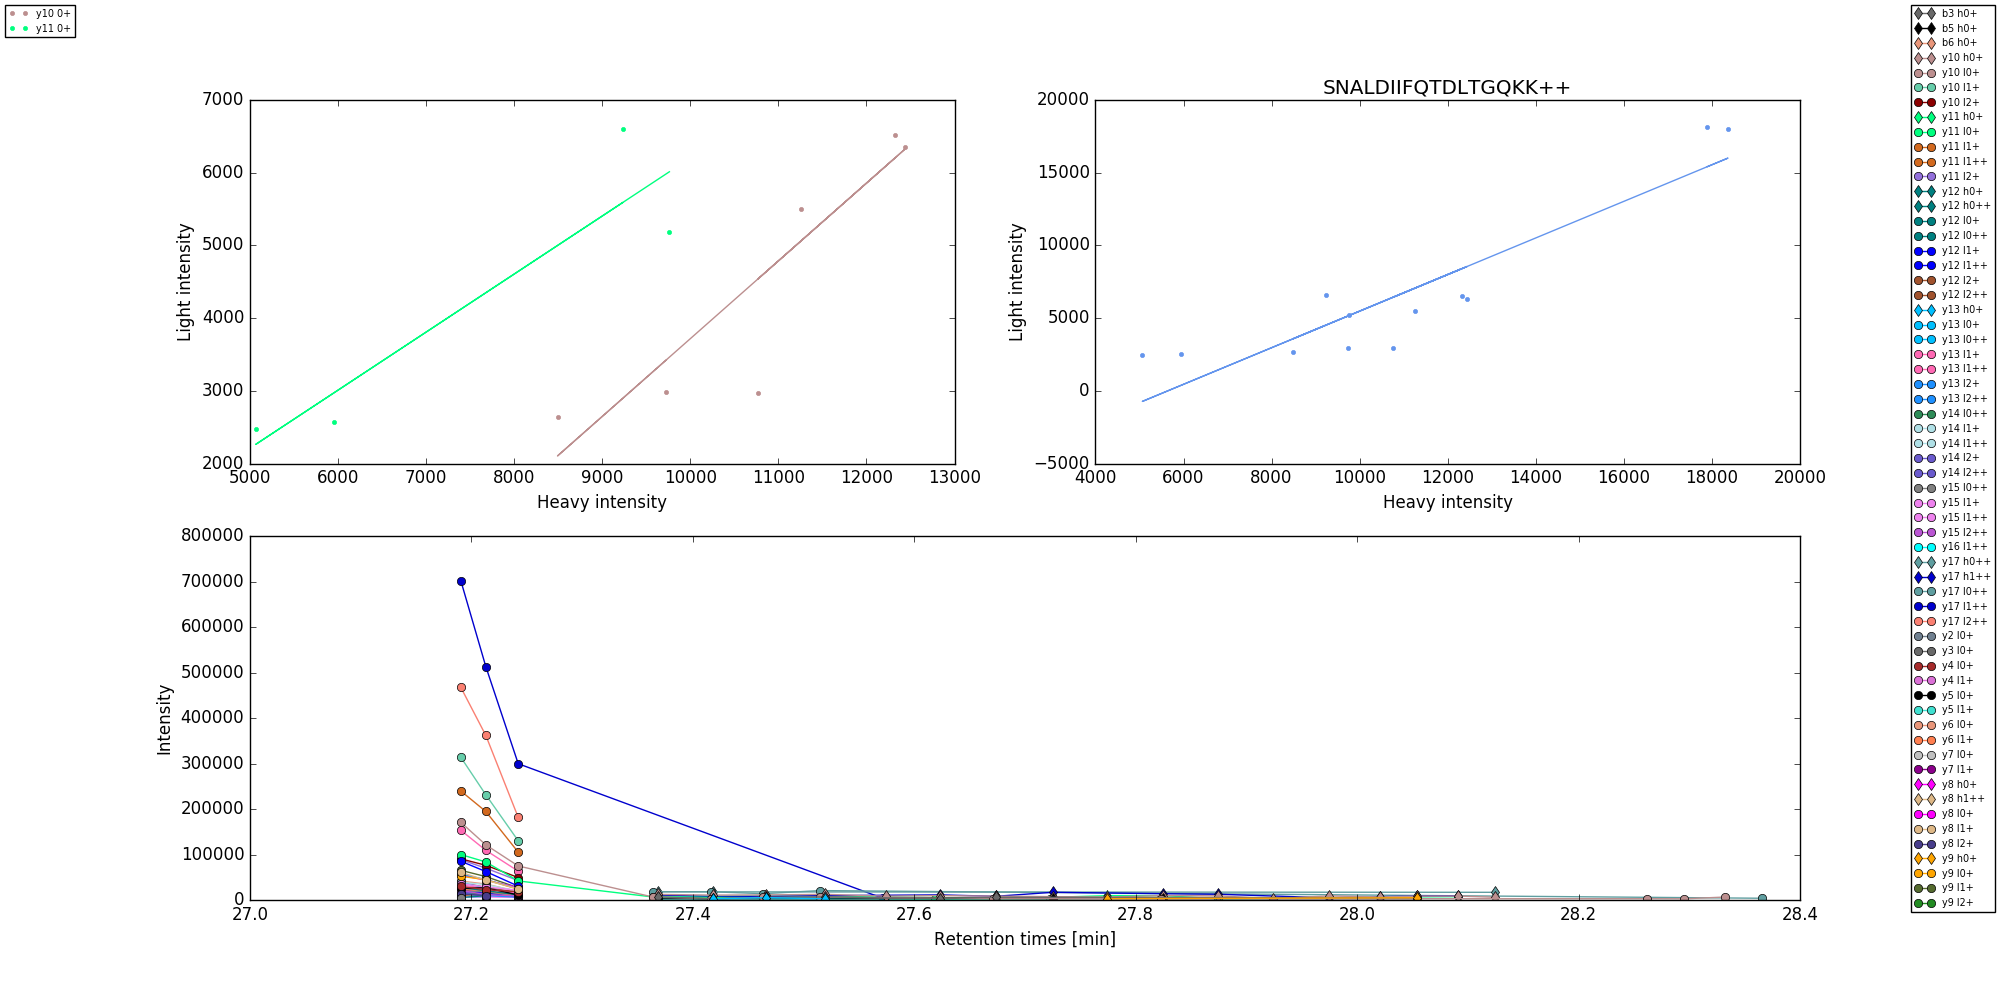 y10 0+
y11 0+
SNALDIIFQTDLTGQKK++
7000
6000
5000
4000
3000
2000
5000
6000
7000
8000
9000
10000
11000
12000
13000
Light intensity
Heavy intensity
20000
15000
10000
5000
0
−5000
4000
6000
8000
10000
12000
14000
16000
18000
20000
Light intensity
Heavy intensity
800000
700000
600000
500000
400000
300000
200000
100000
0
27.0
27.2
27.4
27.6
27.8
28.0
28.2
28.4
Intensity
Retention times [min]
b3 h0+
b5 h0+
b6 h0+
y10 h0+
y10 l0+
y10 l1+
y10 l2+
y11 h0+
y11 l0+
y11 l1+
y11 l1++
y11 l2+
y12 h0+
y12 h0++
y12 l0+
y12 l0++
y12 l1+
y12 l1++
y12 l2+
y12 l2++
y13 h0+
y13 l0+
y13 l0++
y13 l1+
y13 l1++
y13 l2+
y13 l2++
y14 l0++
y14 l1+
y14 l1++
y14 l2+
y14 l2++
y15 l0++
y15 l1+
y15 l1++
y15 l2++
y16 l1++
y17 h0++
y17 h1++
y17 l0++
y17 l1++
y17 l2++
y2 l0+
y3 l0+
y4 l0+
y4 l1+
y5 l0+
y5 l1+
y6 l0+
y6 l1+
y7 l0+
y7 l1+
y8 h0+
y8 h1++
y8 l0+
y8 l1+
y8 l2+
y9 h0+
y9 l0+
y9 l1+
y9 l2+